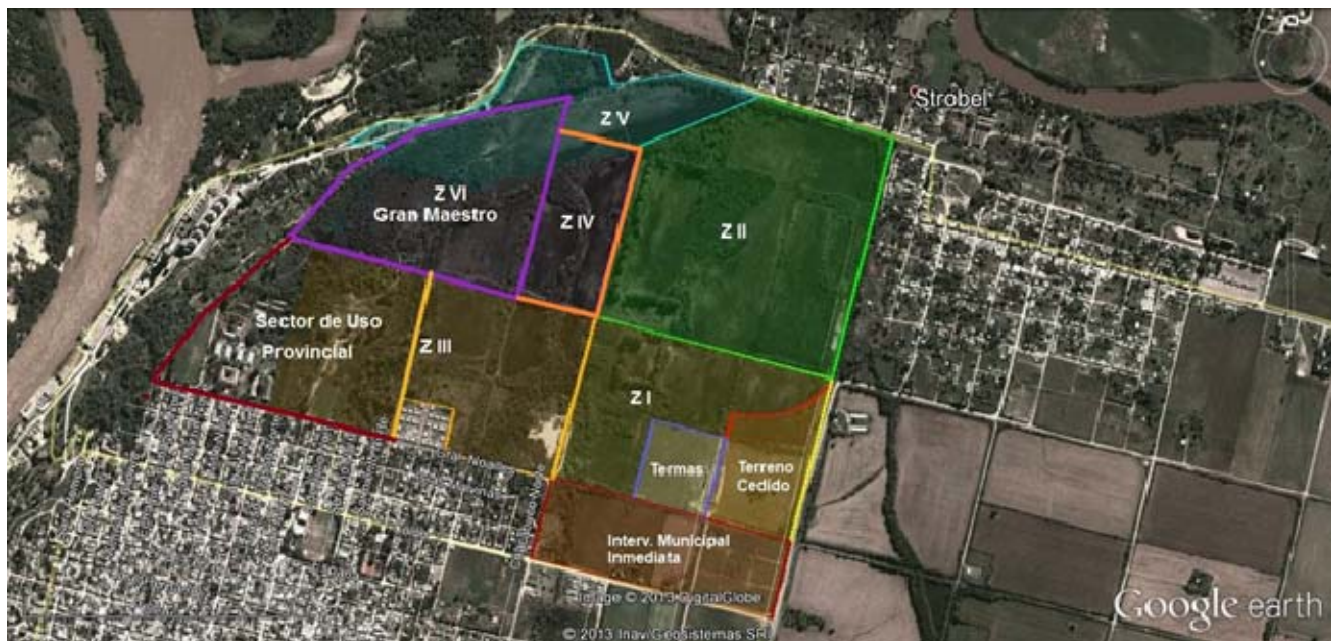 Strobel
Z V
Z VI
Gran Maestro
Z IV
Z II
Sector de Uso
Provincial
Z III
Z I
Termas
Terreno
Cedido
Interv. Municipal
Inmediata
Image © 2013 DigitalGlobe
Google earth
© 2013 Inav/Geosistemas SRL